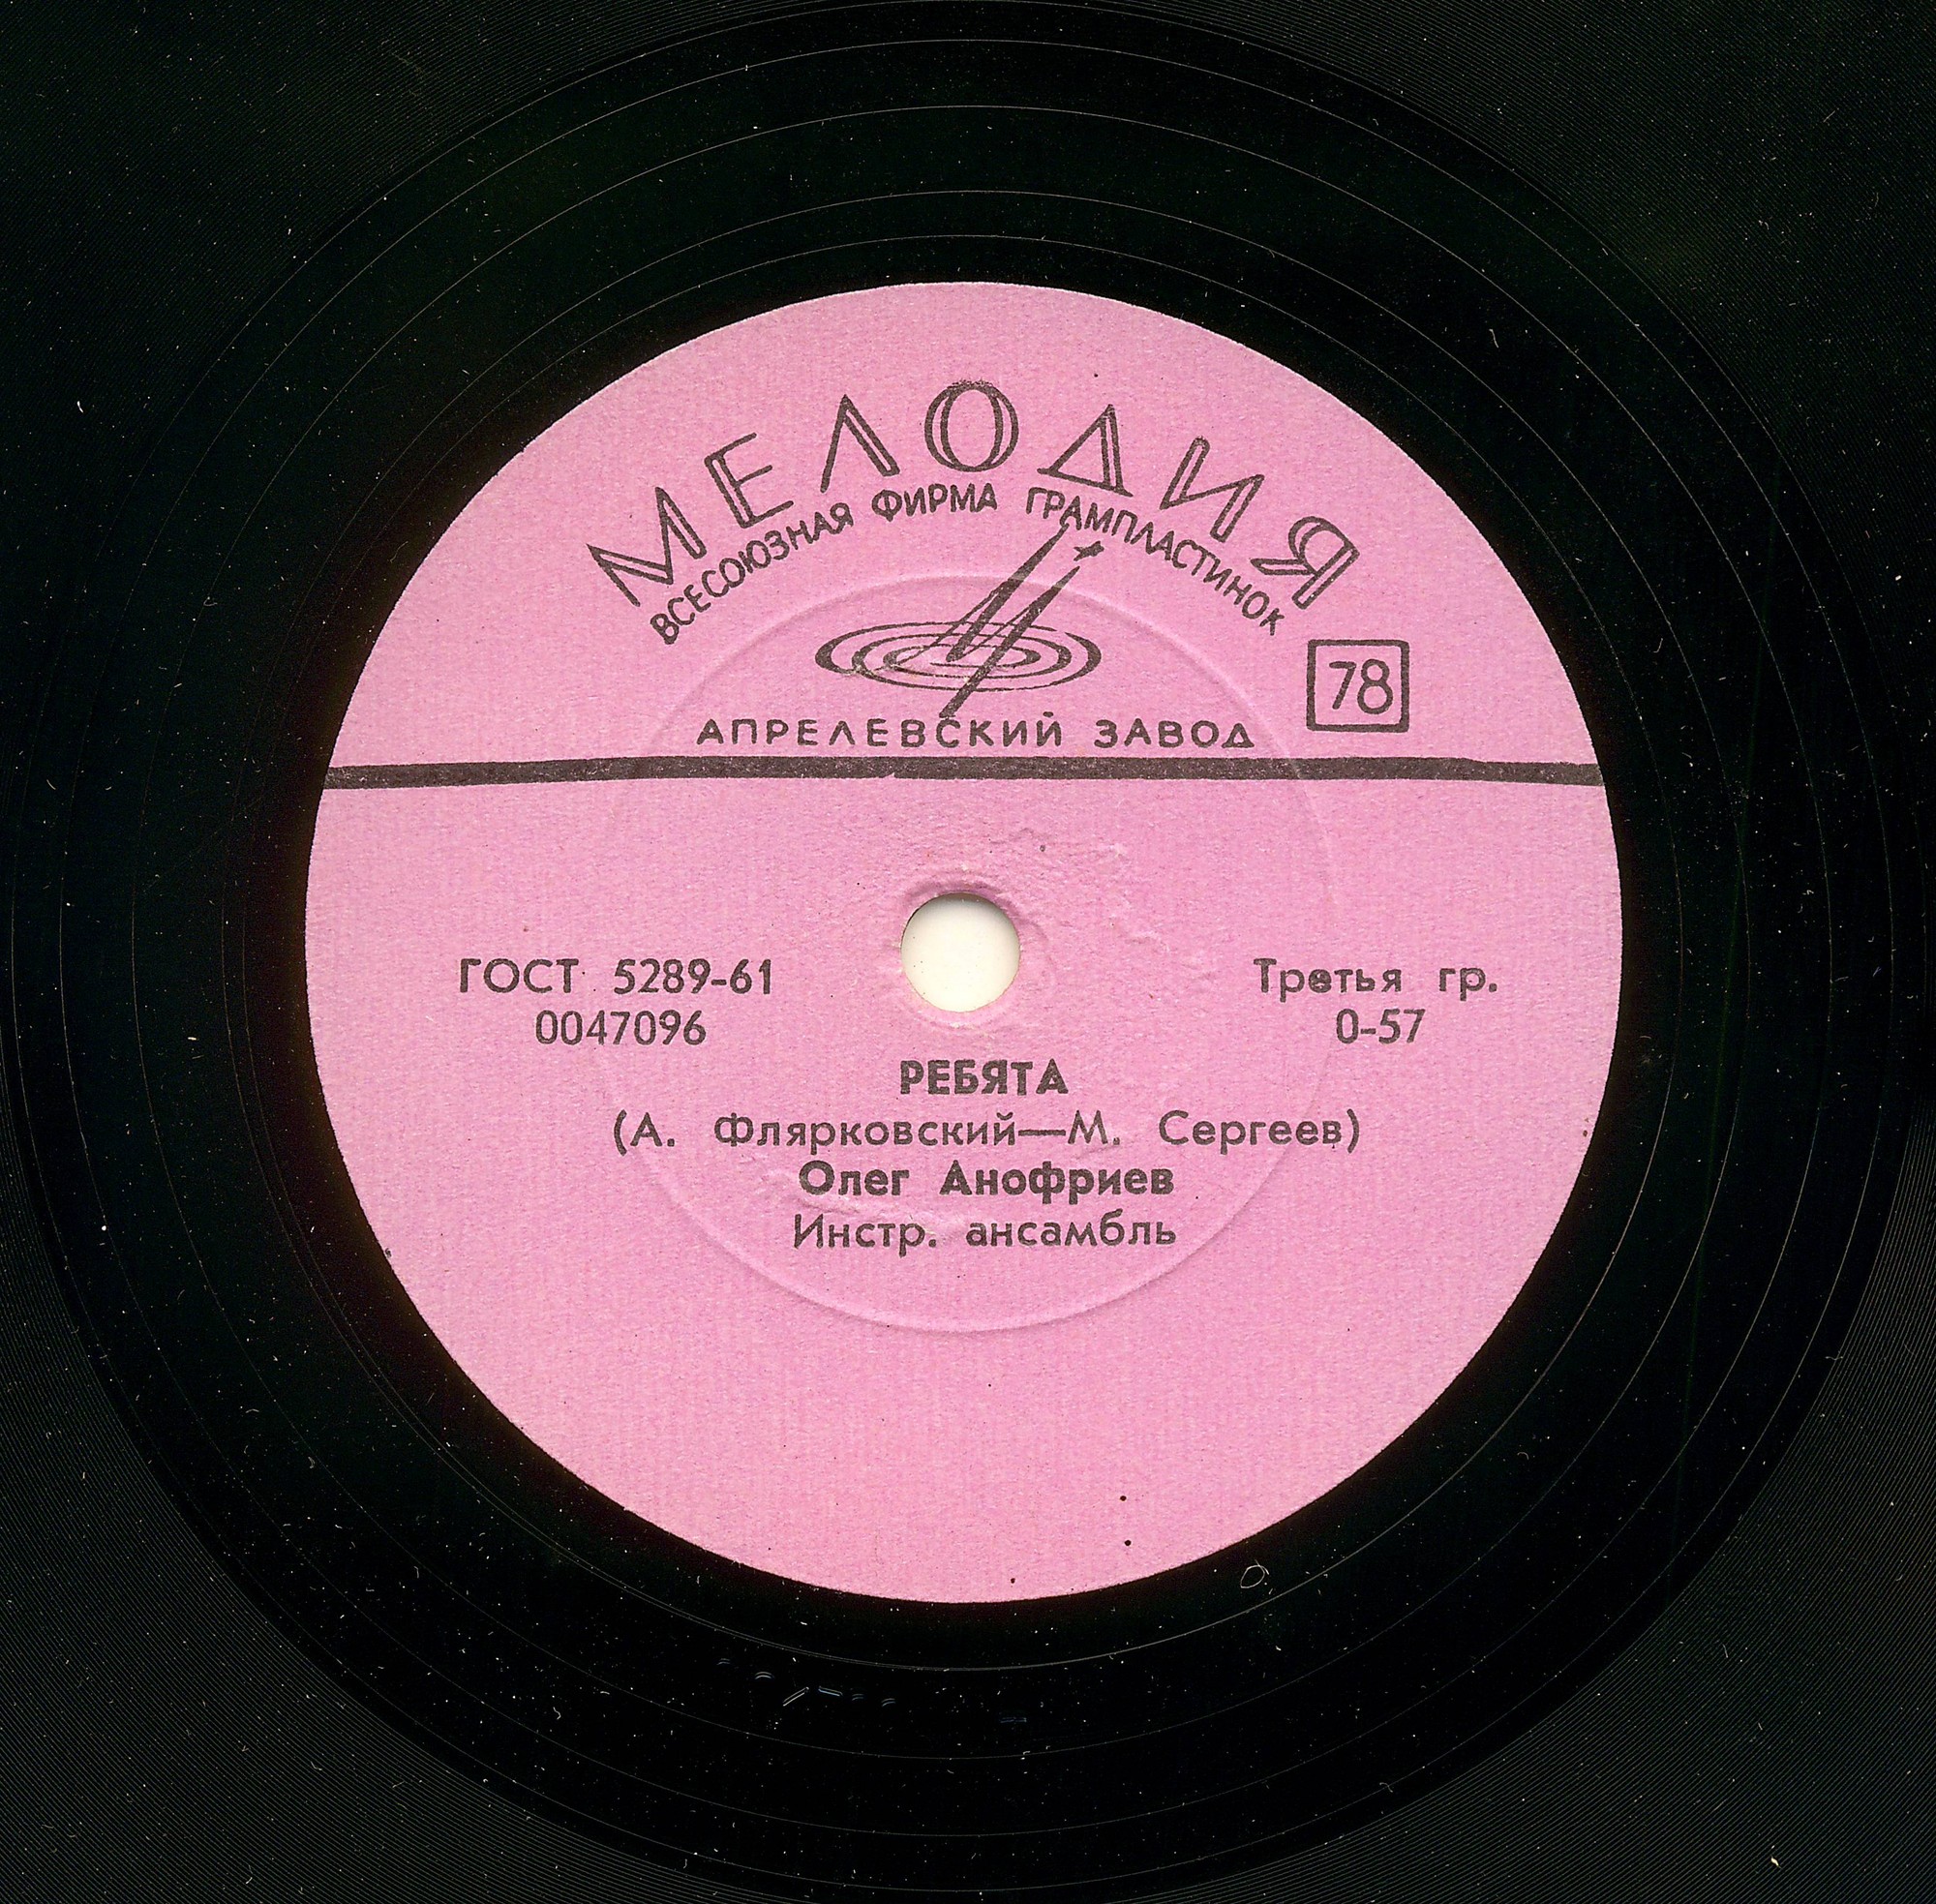 МЕЛОДИЯ
ВСЕСОЮЗНАЯ ФИРМА ГРАМПЛАСТИНОК
78
АПРЕЛЕВСКИЙ ЗАВОД
ГОСТ 5289-61
0047096
Третья гр.
0-57
РЕБЯТА
(А. Флярковский—М. Сергеев)
Олег Анофриев
Инстр. ансамбль